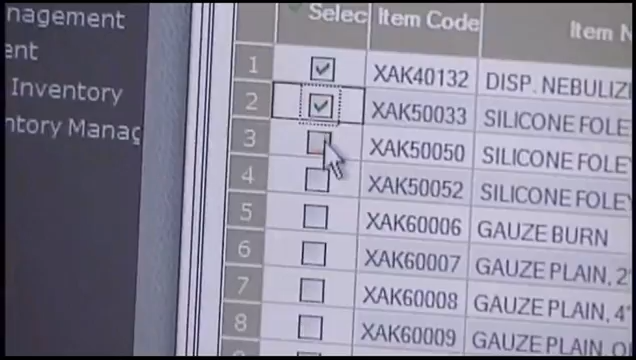 nagement
ent
Inventory
ntory Manag
Selec Item Code Item N
1 XAK40132 DISP. NEBULIZ
2 XAK50033 SILICONE FOLE
3 XAK50050 SILICONE FOLE
4 XAK50052 SILICONE FOLE
5 XAK60006 GAUZE BURN
6 XAK60007 GAUZE PLAIN, 2"
7 XAK60008 GAUZE PLAIN, 4"
8 XAK60009 GAUZE PLAIN,